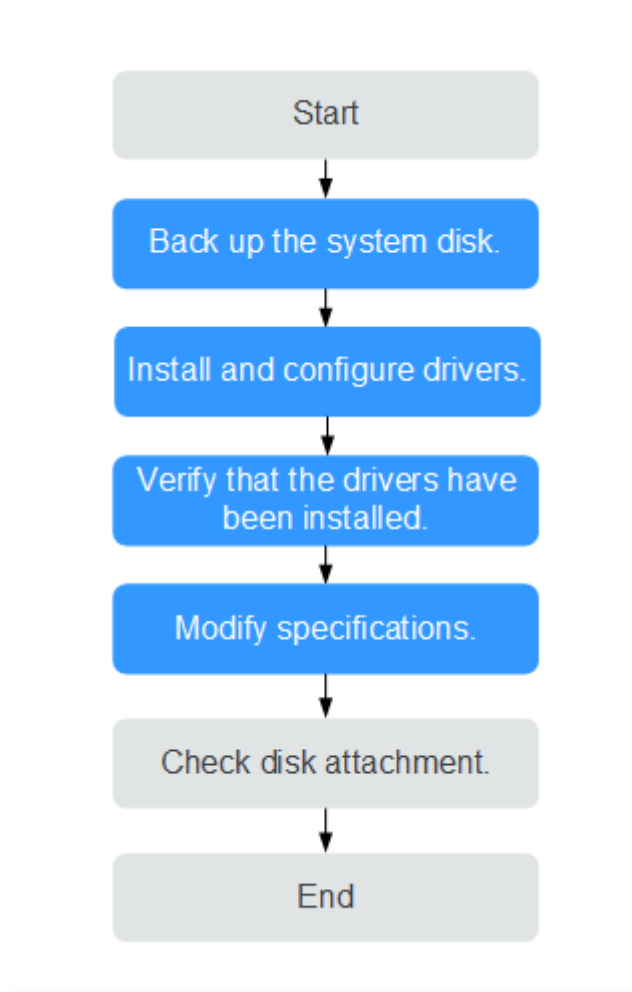 Start
Back up the system disk.
Install and configure drivers.
Verify that the drivers have
been installed.
Modify specifications.
Check disk attachment.
End